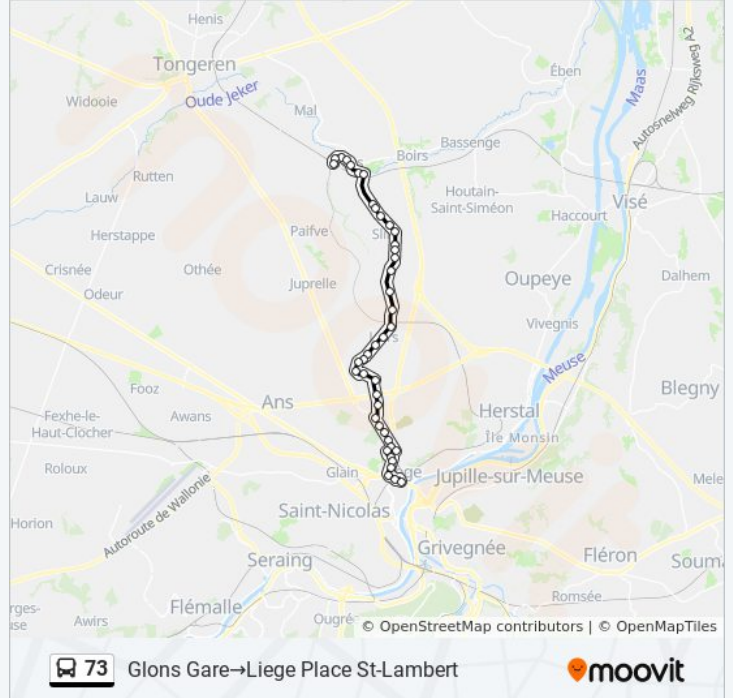 Henis
Tongeren
Ében
Maas
Autosnelweg Rijksweg A2
Widooie
Oude Jeker
Mal
Bassenge
Boirs
Rutten
Lauw
Houtain-
Saint-Siméon
Visé
Haccourt
Herstappe
Paifve
Crisnée
Othée
Oupeye
Dalhem
Odeur
Juprelle
Vivegnis
Meuse
Fooz
Ans
Blegny
Fexhe-le-
Haut-Clocher
Awans
Herstal
Île Monsin
Roloux
Glain
Jupille-sur-Meuse
Autoroute de Wallonie
Saint-Nicolas
Horion
Grivegnée
Seraing
Fléron
Romsée
Flémalle
Awirs
© OpenStreetMap contributors | © OpenMapTiles
73 Glons Gare→Liege Place St-Lambert
moovit